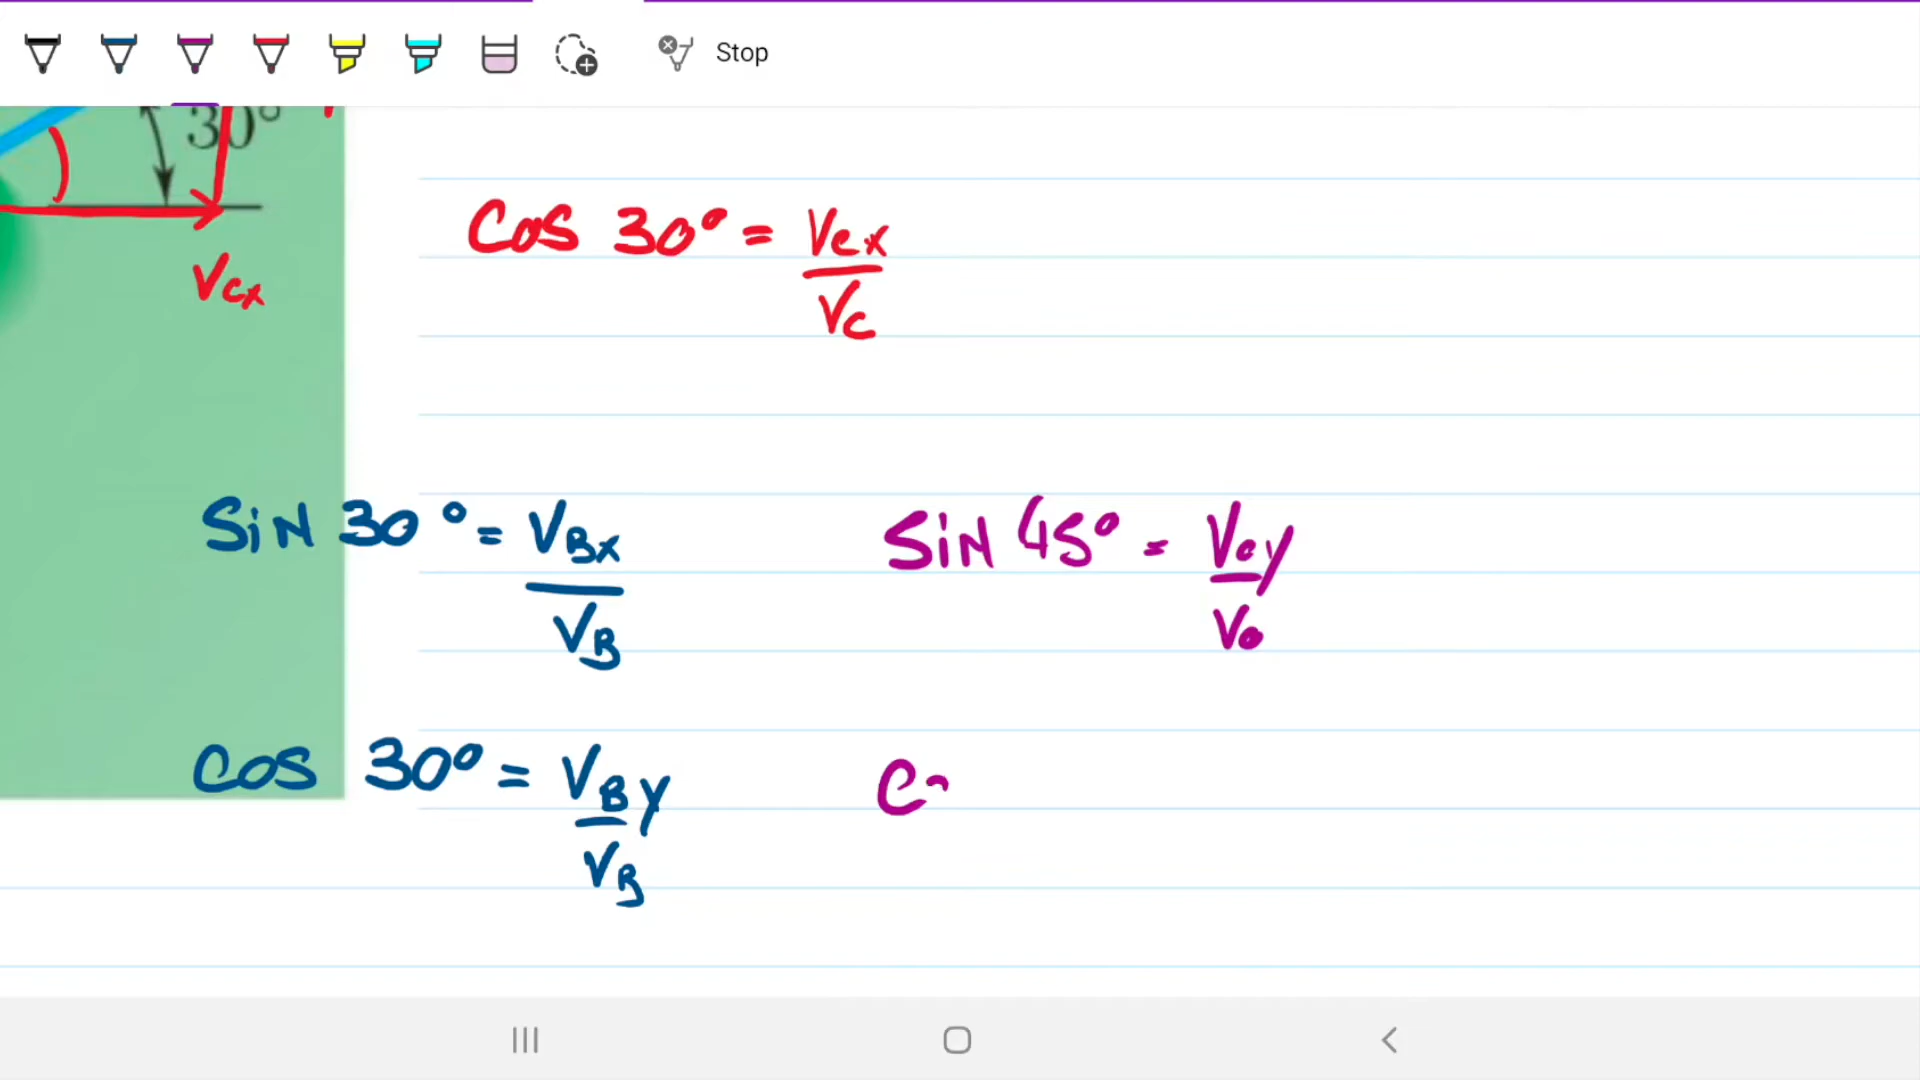 Stop
30°
Vcx
Cos 30° = Vcx
Vc
SiN 30° = VBx
VB
SiN 45° = Voy
Vo
Cos 30° = VBy
VB
C